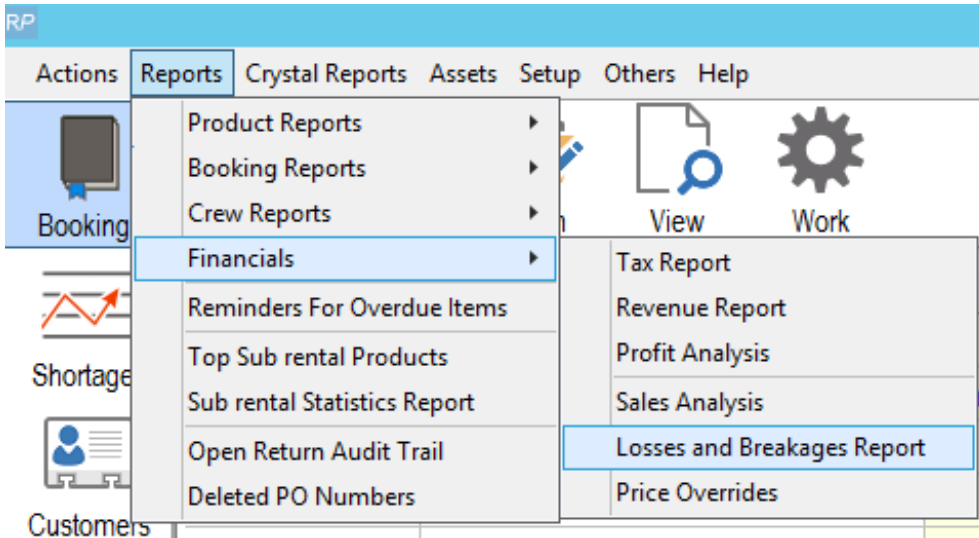 RP
Actions Reports Crystal Reports Assets Setup Others Help
Product Reports
Booking Reports
Crew Reports
Financials
Reminders For Overdue Items
Top Sub rental Products
Sub rental Statistics Report
Open Return Audit Trail
Deleted PO Numbers
Tax Report
Revenue Report
Profit Analysis
Sales Analysis
Losses and Breakages Report
Price Overrides
Booking
View
Work
Shortage
Customers